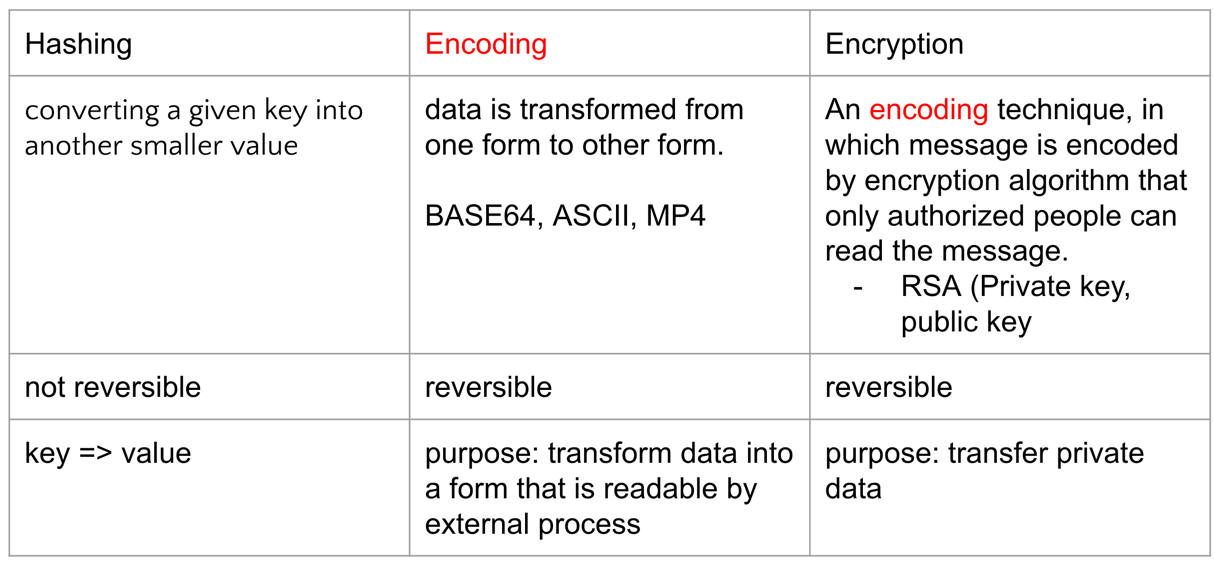 Hashing
Encoding
Encryption
converting a given key into
another smaller value
data is transformed from
one form to other form.
BASE64, ASCII, MP4
An encoding technique, in
which message is encoded
by encryption algorithm that
only authorized people can
read the message.
- RSA (Private key,
public key
not reversible
reversible
reversible
key => value
purpose: transform data into
a form that is readable by
external process
purpose: transfer private
data